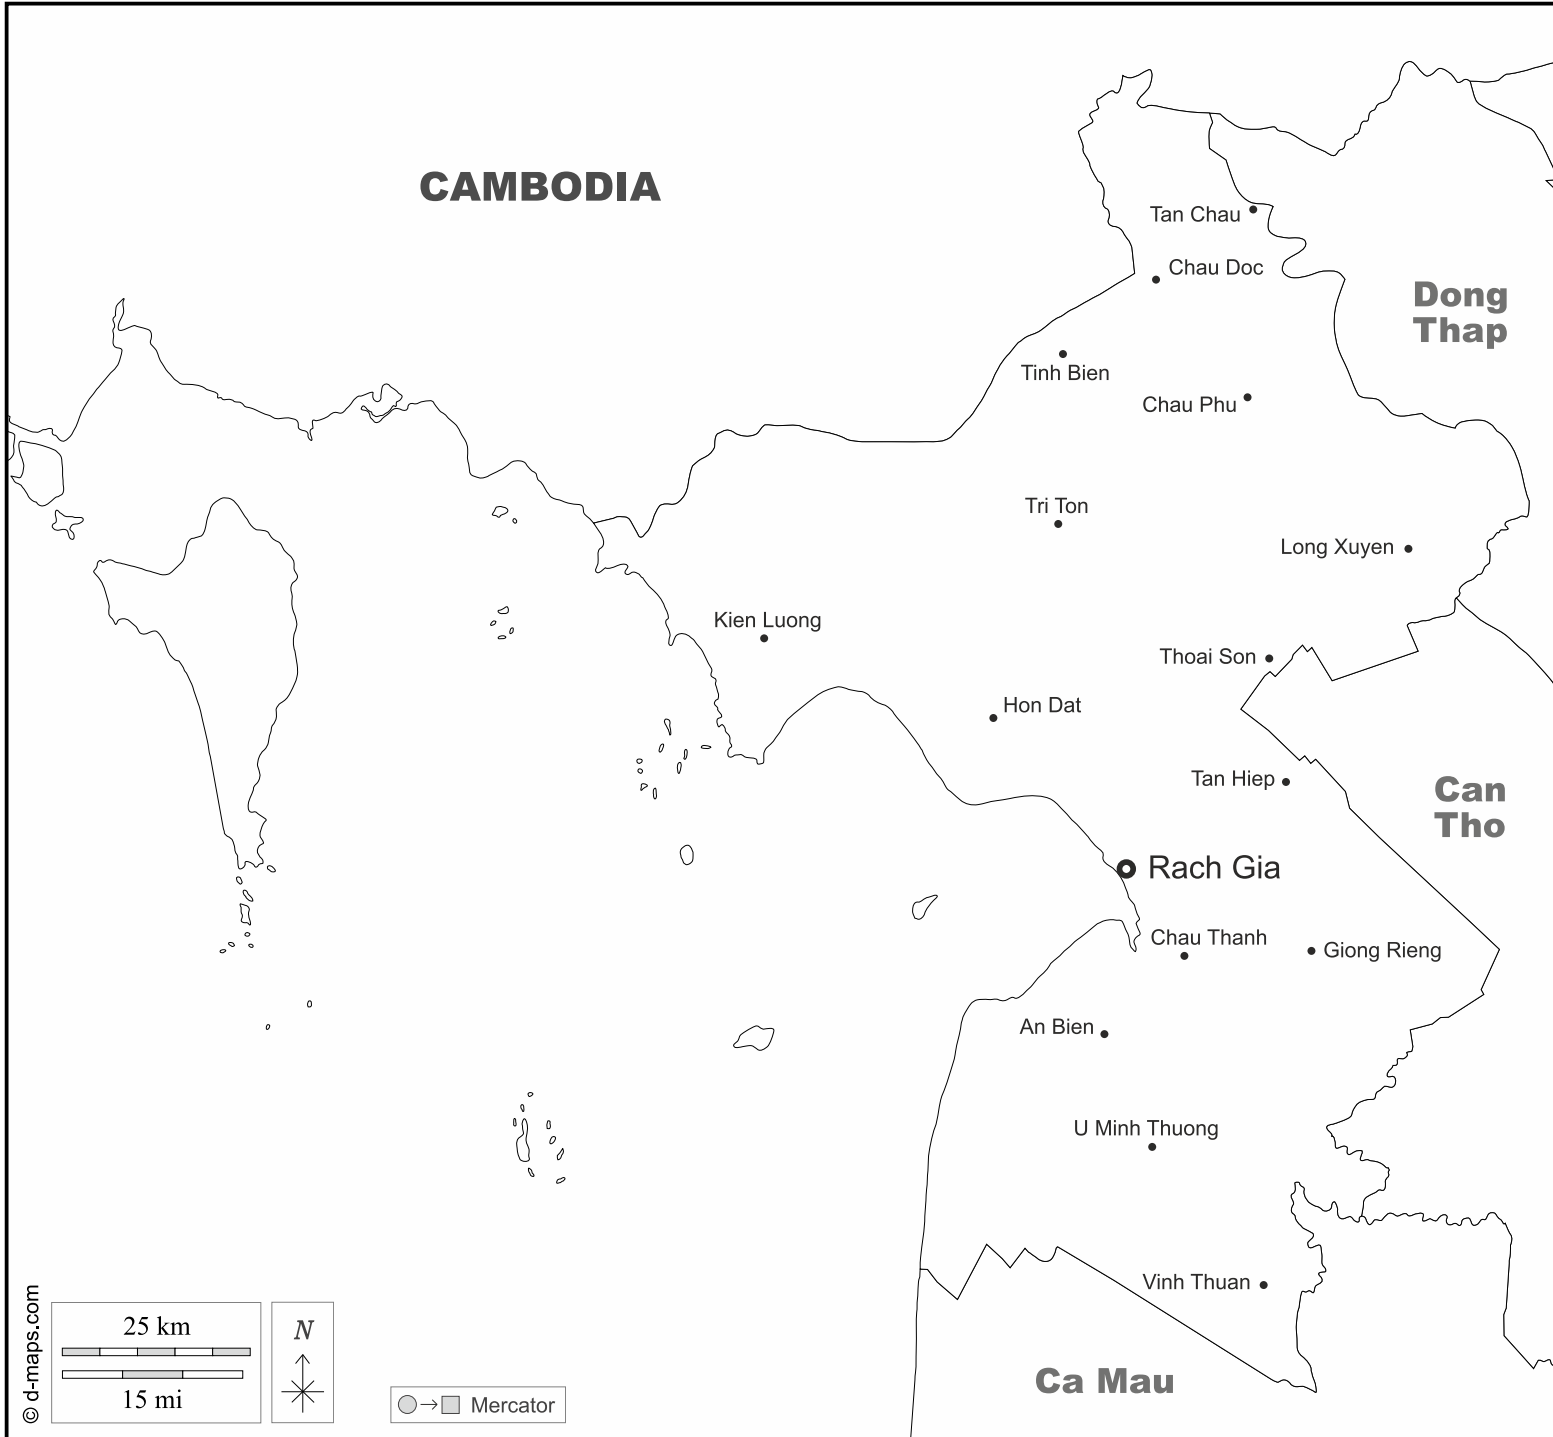 CAMBODIA
Tan Chau
Chau Doc
Dong
Thap
Tinh Bien
Chau Phu
Tri Ton
Long Xuyen
Kien Luong
Thoai Son
Hon Dat
Tan Hiep
Can
Tho
Rach Gia
Chau Thanh
Giong Rieng
An Bien
U Minh Thuong
Vinh Thuan
Ca Mau
© d-maps.com
25 km
15 mi
N
Mercator